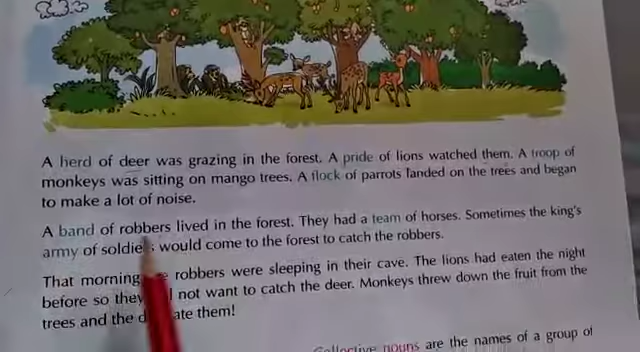 A herd of deer was grazing in the forest. A pride of lions watched them. A troop of
monkeys was sitting on mango trees. A flock of parrots landed on the trees and began
to make a lot of noise.
A band of robbers lived in the forest. They had a team of horses. Sometimes the king's
army of would come to the forest to catch the robbers.
That morning robbers were sleeping in their cave. The lions had eaten the night
before so they not want to catch the deer. Monkeys threw down the fruit from the
trees and the ate them!
Collective nouns are the names of a group of